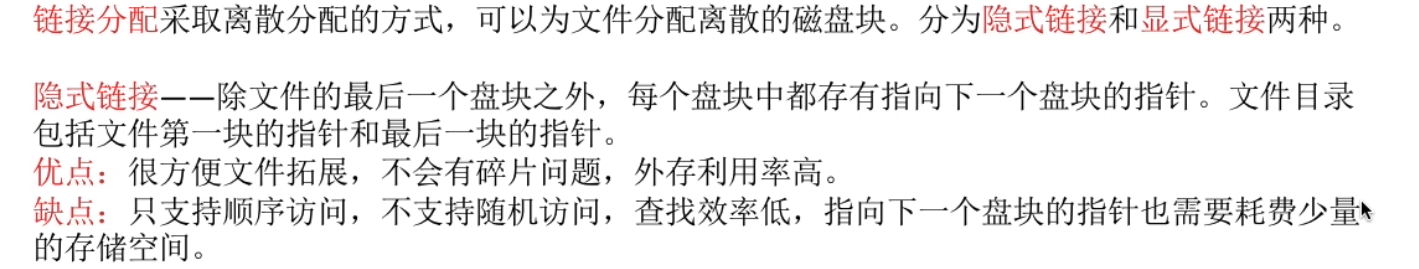 链接分配采取离散分配的方式，可以为文件分配离散的磁盘块。分为隐式链接和显式链接两种。
隐式链接——除文件的最后一个盘块之外，每个盘块中都存有指向下一个盘块的指针。文件目录
包括文件第一块的指针和最后一块的指针。
优点：很方便文件拓展，不会有碎片问题，外存利用率高。
缺点：只支持顺序访问，不支持随机访问，查找效率低，指向下一个盘块的指针也需要耗费少量
的存储空间。